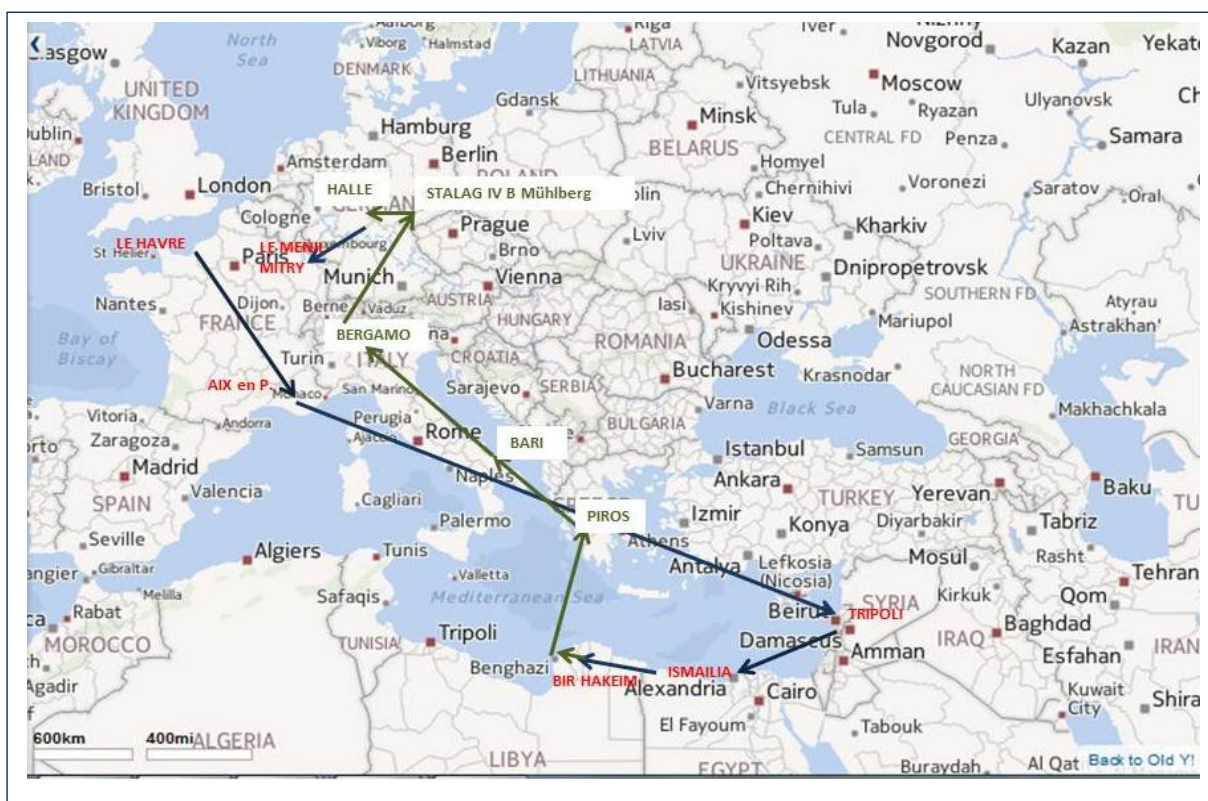 North
Sea
Riga
LATVIA
Iver
Novgorod
Kazan
Yekat
Viborg
Halmstad
UNITED
KINGDOM
DENMARK
LITHUANIA
Vitsyebsk
Moscow
Tula
Ryazan
Ulyanovsk
Gdansk
Minsk
CENTRAL FD
Penza
Samara
Dublin
LAND
Hamburg
BELARUS
Amsterdam
Berlin
Homyel
Bristol
London
HALLE
STALAG IV B Mühlberg
Chernihivi
Voronezi
Saratov
Oral
Cologne
Kiev
Kharkiv
LE HAVRE
LE MENIL
MITRY
Prague
Lviv
Poltava
St Helier
Paris
Brno
UKRAINE
Dnipropetrovsk
Munich
Vienna
Kryvyi Rih
SOUTHERN FD
Nantes
Dijon
Berne
Vaduz
AUSTRIA
Iasi
Kishinev
Atyrau
FRANCE
HUNGARY
Mariupol
Astrakhan'
Bay of
Biscay
BERGAMO
ITALY
CROATIA
ROMANIA
Odessa
Turin
NORTH
CAUCASIAN FD
AIX en P.
Monaco
San Marino
Sarajevo
SERBIA
Bucharest
Krasnodar
Vitoria
Andorra
Perugia
Ajaccio
Varna
Black Sea
Makhachkala
Zaragoza
Rome
BARI
BULGARIA
GEORGIA
Madrid
Naples
Istanbul
Samsun
SPAIN
Valencia
Cagliari
Ankara
TURKEY
Yerevan
Baku
PIROS
Izmir
Konya
Diyarbakir
Tabriz
Seville
Palermo
Athens
Algiers
Tunis
Antalya
Lefkosia
(Nicosia)
Mosul
Rasht
Gibraltar
Melilla
Valletta
Mediterranean Sea
SYRIA
Kirkuk
Tehran
Rabat
Safaqis
Beirut
TRIPOLI
Qom
MOROCCO
TUNISIA
Tripoli
Damascus
IRAQ
Baghdad
IRAN
Agadir
Benghazi
BIR HAKEIM
ISMAILIA
Amman
Esfahan
Alexandria
Cairo
Kuwait
City
Shira
El Fayoum
Tabouk
600km
400mi
ALGERIA
LIBYA
EGYPT
Buraydah
Al Qat
Back to Old Y!